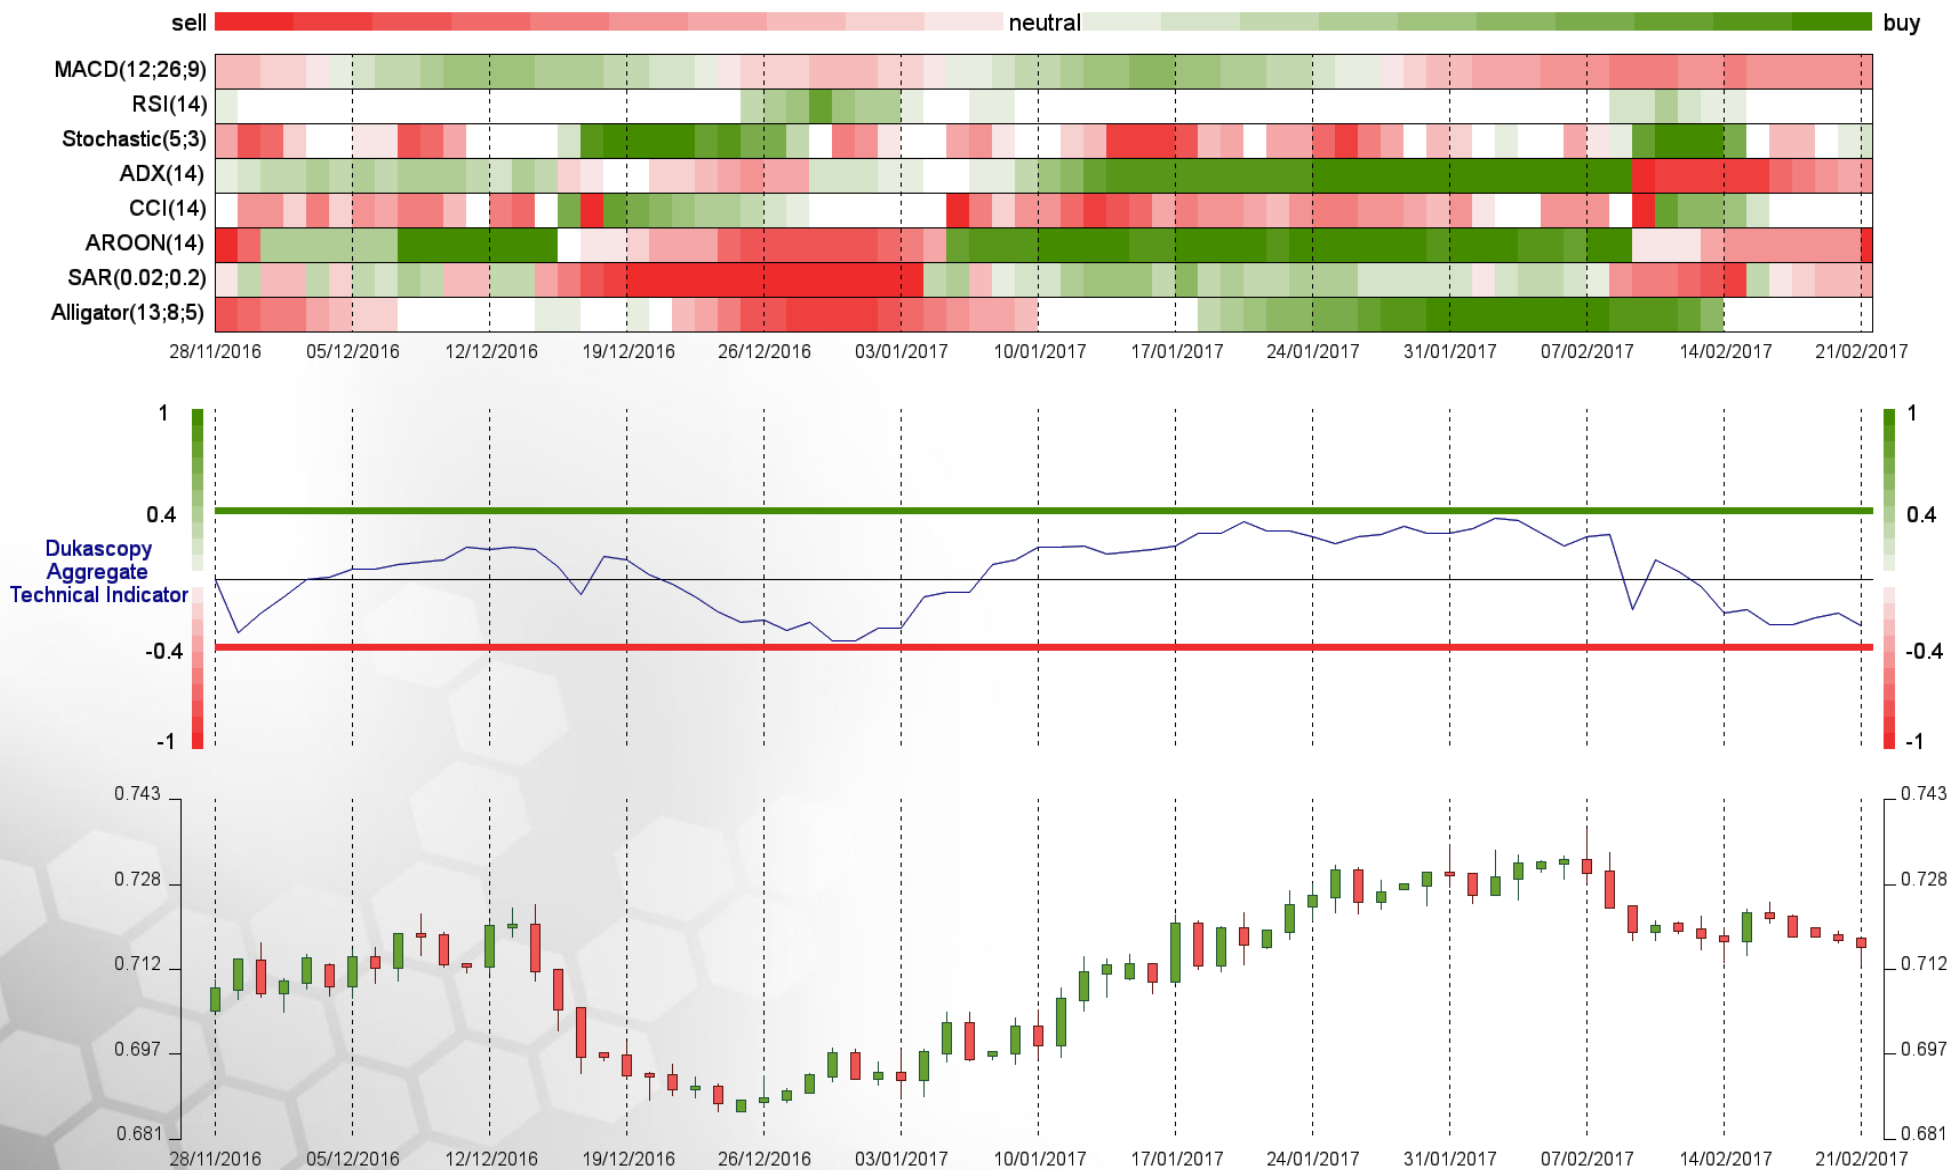 sell neutral buy
MACD(12;26;9)
RSI(14)
Stochastic(5;3)
ADX(14)
CCI(14)
AROON(14)
SAR(0.02;0.2)
Alligator(13;8;5)
28/11/2016 05/12/2016 12/12/2016 19/12/2016 26/12/2016 03/01/2017 10/01/2017 17/01/2017 24/01/2017 31/01/2017 07/02/2017 14/02/2017 21/02/2017
1 1
0.4 0.4
Dukascopy
Aggregate
Technical Indicator
-0.4 -0.4
-1 -1
0.743 0.743
0.728 0.728
0.712 0.712
0.697 0.697
0.681 0.681
28/11/2016 05/12/2016 12/12/2016 19/12/2016 26/12/2016 03/01/2017 10/01/2017 17/01/2017 24/01/2017 31/01/2017 07/02/2017 14/02/2017 21/02/2017